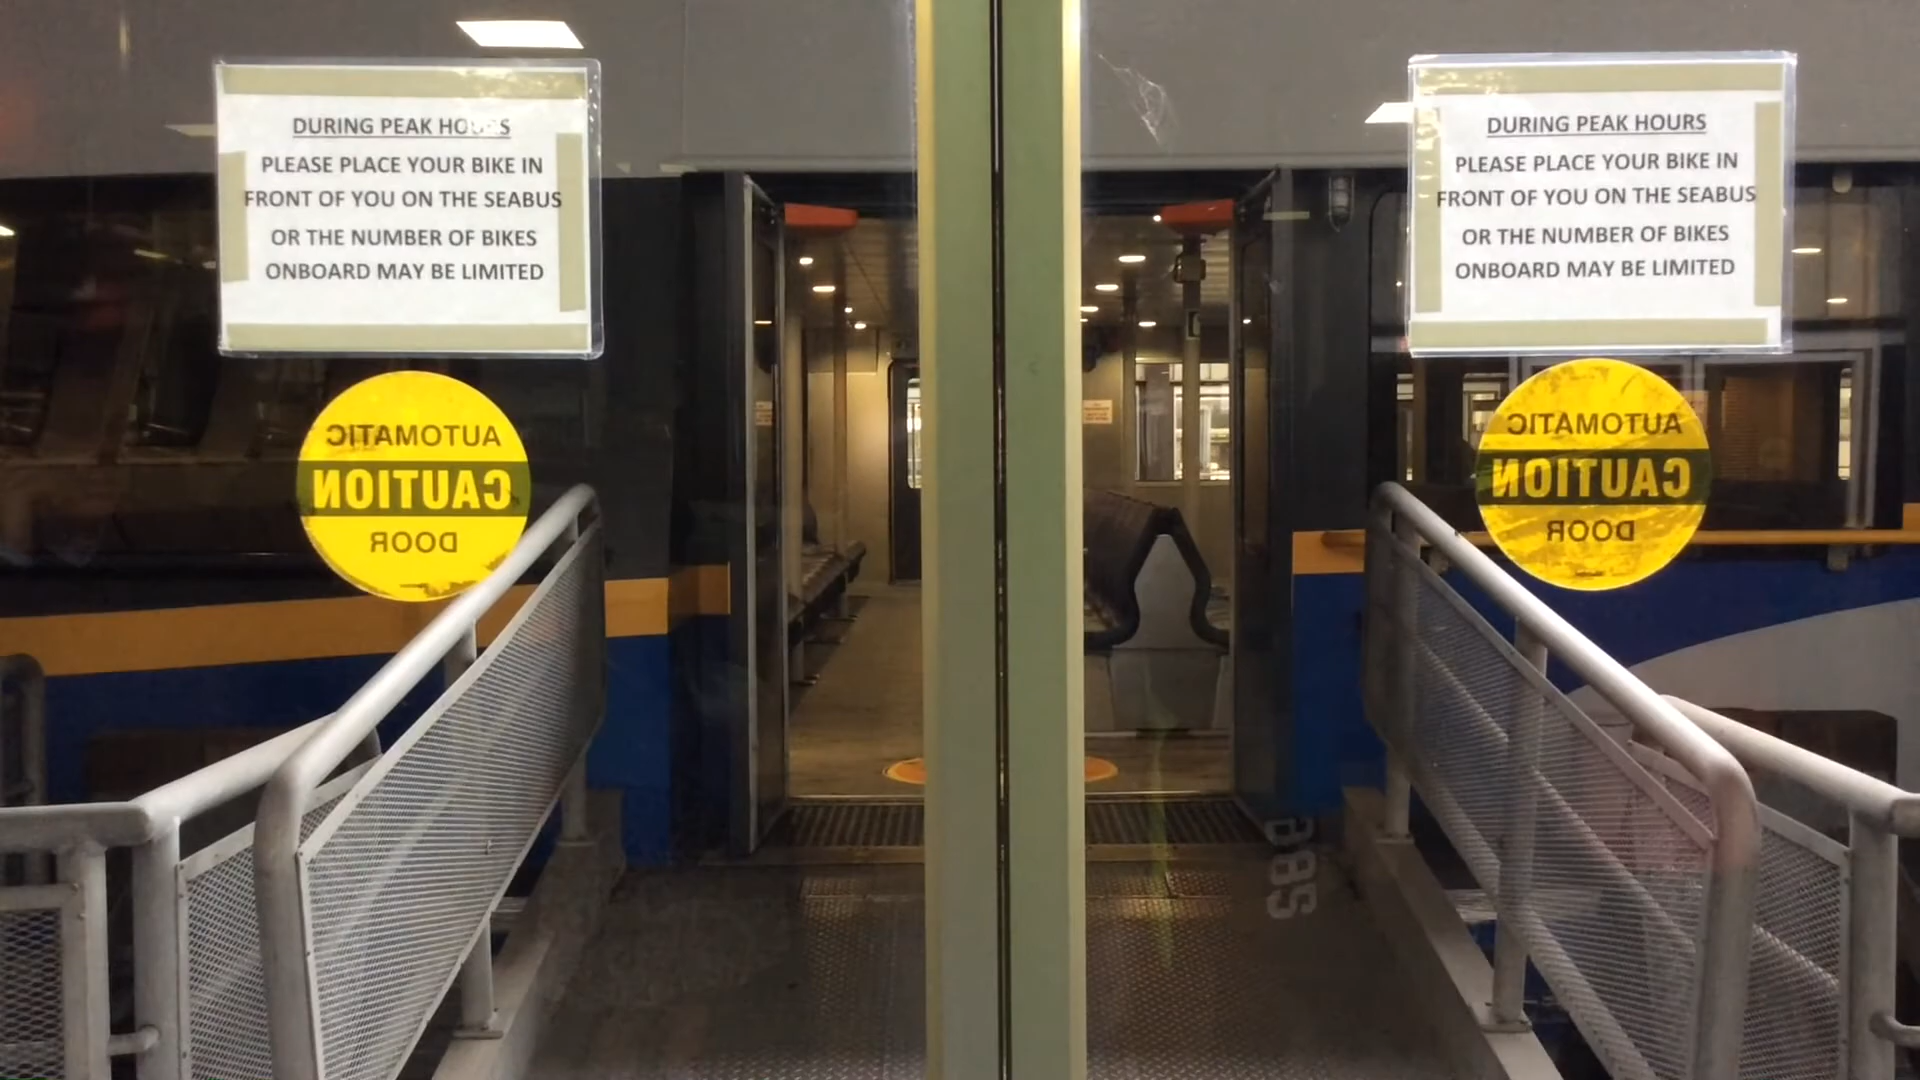 DURING PEAK HOURS
PLEASE PLACE YOUR BIKE IN
FRONT OF YOU ON THE SEABUS
OR THE NUMBER OF BIKES
ONBOARD MAY BE LIMITED
AUTOMATIC
CAUTION
DOOR
DURING PEAK HOURS
PLEASE PLACE YOUR BIKE IN
FRONT OF YOU ON THE SEABUS
OR THE NUMBER OF BIKES
ONBOARD MAY BE LIMITED
AUTOMATIC
CAUTION
DOOR